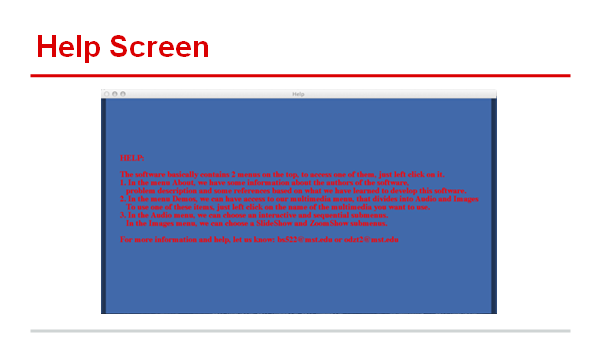 Help Screen
Help
HELP:
The software basically contains 2 menus on the top, to access one of them, just left click on it.
1. In the menu About, we have some information about the authors of the software,
problem description and some references based on what we have learned to develop this software.
2. In the menu Demos, we can have access to our multimedia menu, that divides into Audio and Images
To use one of these items, just left click on the name of the multimedia you want to use.
3. In the Audio menu, we can choose an interactive and sequential submenus.
In the Images menu, we can choose a SlideShow and ZoomShow submenus.
For more information and help, let us know: or